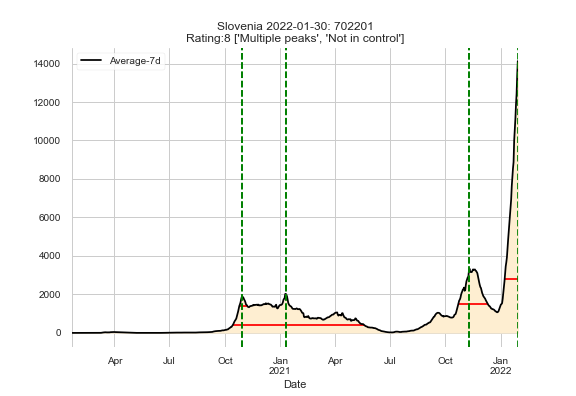 Slovenia 2022-01-30: 702201
Rating:8 ['Multiple peaks', 'Not in control']
Average-7d
14000
12000
10000
8000
6000
4000
2000
0
Apr Jul Oct Jan Apr Jul Oct Jan
2021 2022
Date